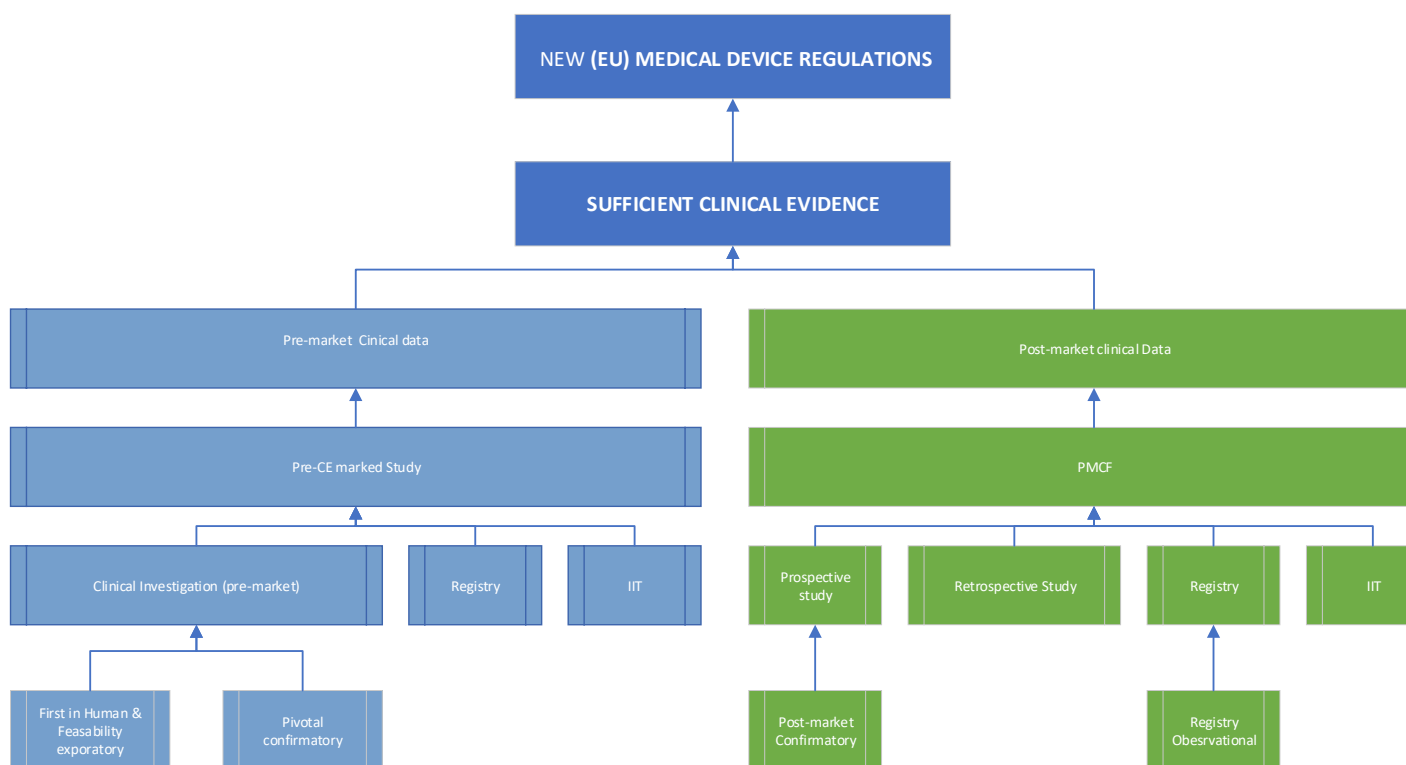 NEW (EU) MEDICAL DEVICE REGULATIONS
SUFFICIENT CLINICAL EVIDENCE
Pre-market Cinical data
Post-market clinical Data
Pre-CE marked Study
PMCF
Clinical Investigation (pre-market)
Registry
IIT
Prospective
study
Retrospective Study
Registry
IIT
First in Human &
Feasability
exporatory
Pivotal
confirmatory
Post-market
Confirmatory
Registry
Obesrvational